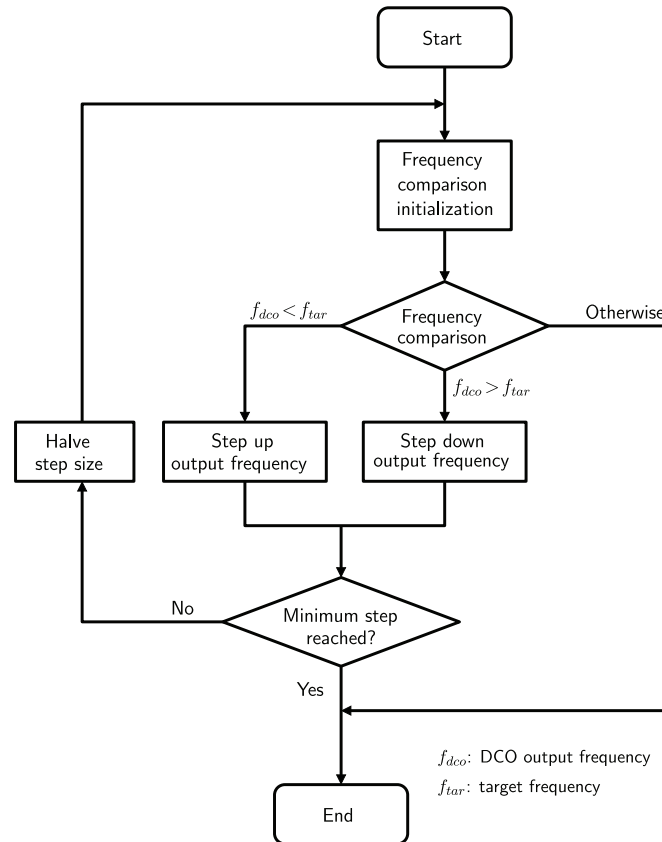 Start
Frequency
comparison
initialization
f_dco < f_tar
Frequency
comparison
Otherwise
f_dco > f_tar
Halve
step size
Step up
output frequency
Step down
output frequency
No
Minimum step
reached?
Yes
f_dco: DCO output frequency
f_tar: target frequency
End